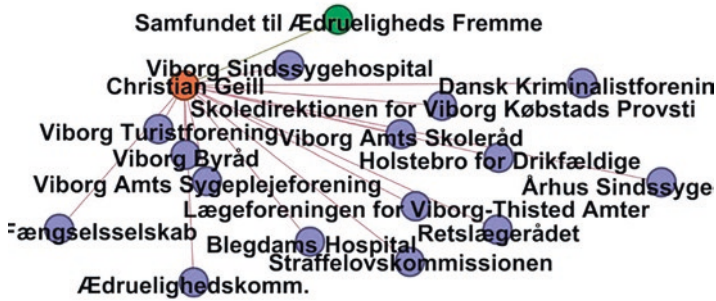 Samfundet til Ædrueligheds Fremme
Viborg Sindssygehospital
Christian Geill
Dansk Kriminalistforenin
Skoledirektionen for Viborg Købstads Provsti
Viborg Turistforening
Viborg Amts Skoleråd
Viborg Byråd
Holstebro for Drikfældige
Viborg Amts Sygeplejeforening
Århus Sindssyge
Lægeforeningen for Viborg-Thisted Amter
Fængselsselskab
Retslægerådet
Blegdams Hospital
Straffelovskommissionen
Ædruelighedskomm.